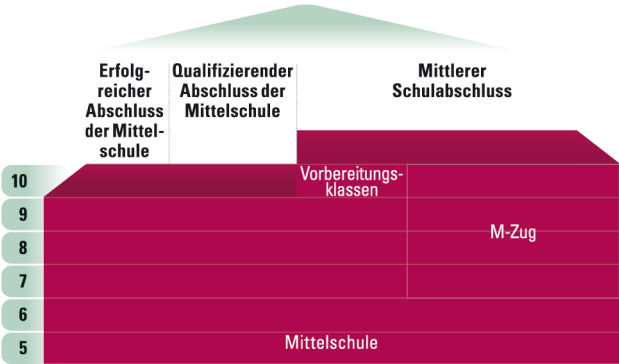 Erfolg-
reicher
Abschluss
der Mittel-
schule
Qualifizierender
Abschluss der
Mittelschule
Mittlerer
Schulabschluss
10
Vorbereitungs-
klassen
9
M-Zug
8
7
6
5
Mittelschule